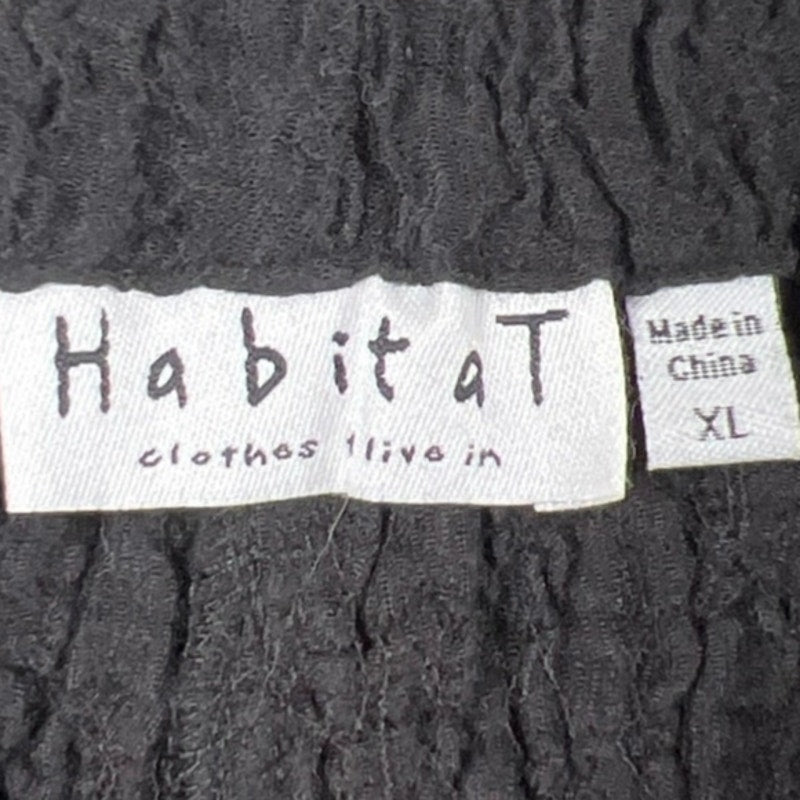 HabitaT
clothes I live in
Made in
China
XL